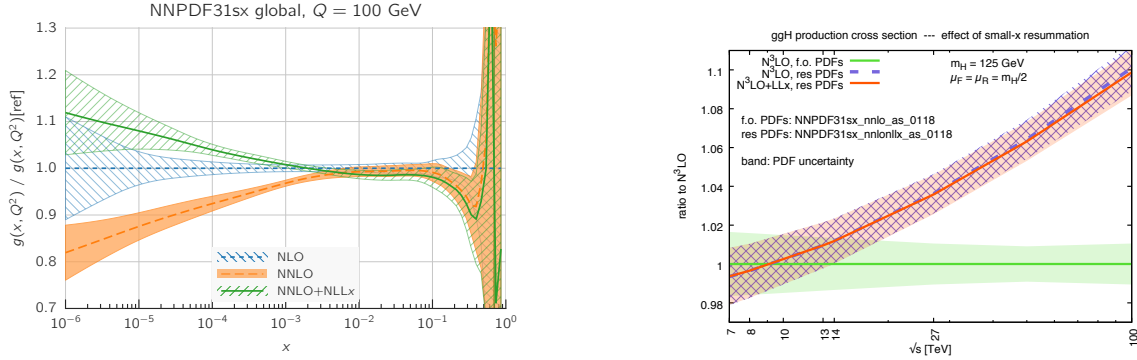 NNPDF31sx global, Q = 100 GeV
g(x, Q²) / g(x, Q²)[ref]
1.3
1.2
1.1
1.0
0.9
0.8
0.7
NLO
NNLO
NNLO+NLLx
10⁻⁶ 10⁻⁵ 10⁻⁴ 10⁻³ 10⁻² 10⁻¹ 10⁰
x
ggH production cross section --- effect of small-x resummation
ratio to N³LO
1.1
1.08
1.06
1.04
1.02
1
0.98
N³LO, f.o. PDFs
N³LO, res PDFs
N³LO+LLx, res PDFs
m_H = 125 GeV
μ_F = μ_R = m_H/2
f.o. PDFs: NNPDF31sx_nnlo_as_0118
res PDFs: NNPDF31sx_nnlonllx_as_0118
band: PDF uncertainty
7 8 10 13 14 27 100
√s [TeV]